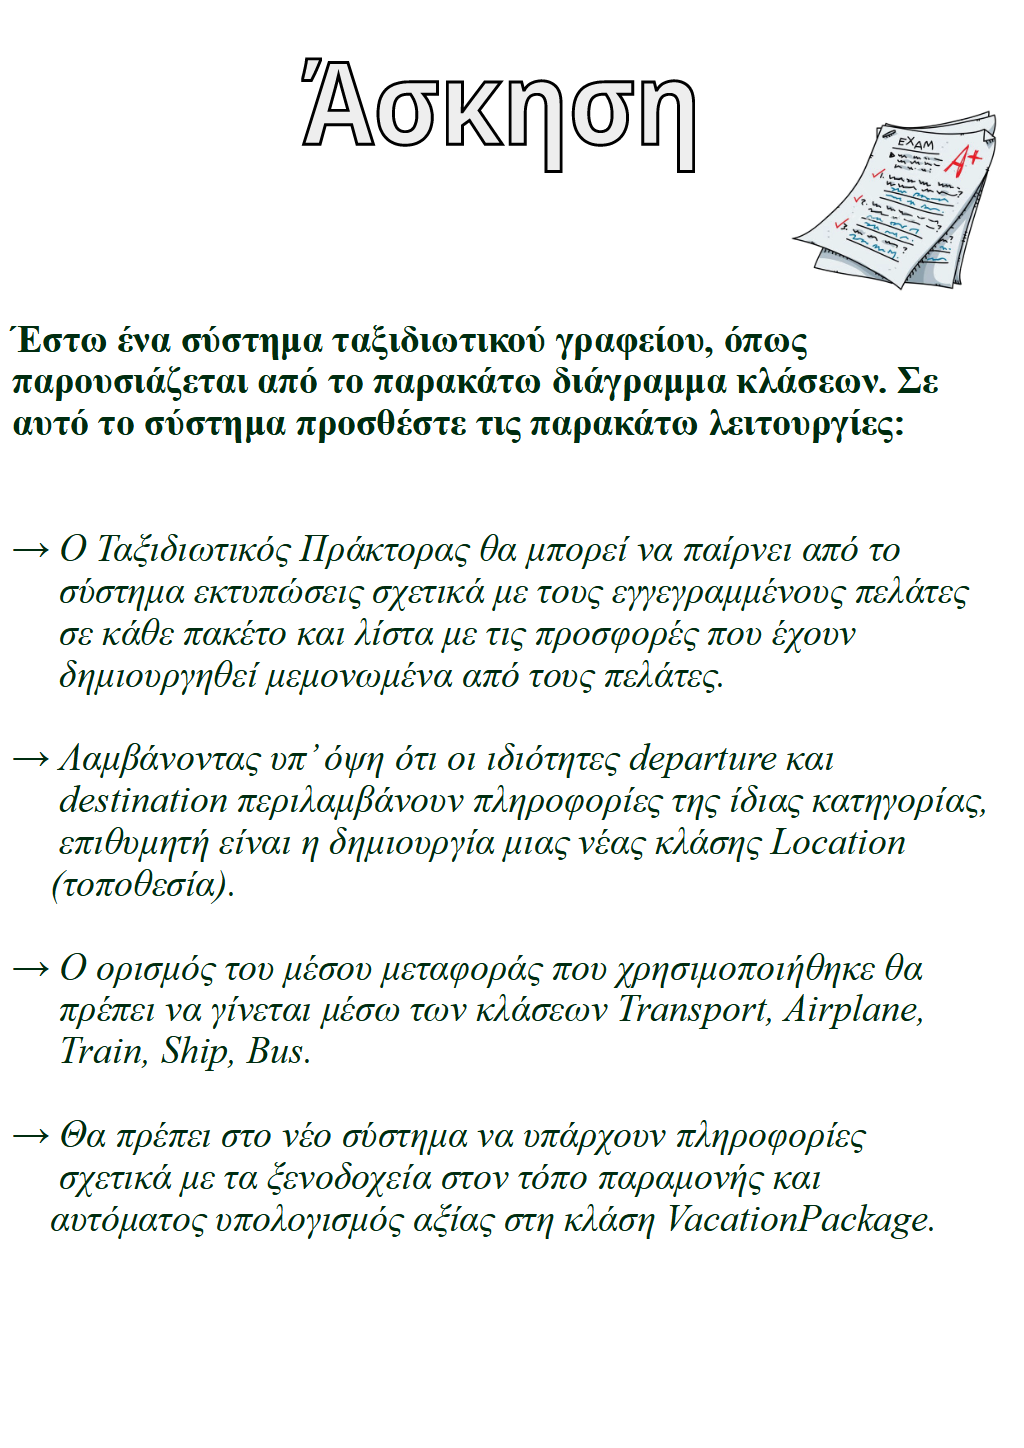 Άσκηση
EXAM
A+
Έστω ένα σύστημα ταξιδιωτικού γραφείου, όπως
παρουσιάζεται από το παρακάτω διάγραμμα κλάσεων. Σε
αυτό το σύστημα προσθέστε τις παρακάτω λειτουργίες:
→ Ο Ταξιδιωτικός Πράκτορας θα μπορεί να παίρνει από το
σύστημα εκτυπώσεις σχετικά με τους εγγεγραμμένους πελάτες
σε κάθε πακέτο και λίστα με τις προσφορές που έχουν
δημιουργηθεί μεμονωμένα από τους πελάτες.
→ Λαμβάνοντας υπ’ όψη ότι οι ιδιότητες departure και
destination περιλαμβάνουν πληροφορίες της ίδιας κατηγορίας,
επιθυμητή είναι η δημιουργία μιας νέας κλάσης Location
(τοποθεσία).
→ Ο ορισμός του μέσου μεταφοράς που χρησιμοποιήθηκε θα
πρέπει να γίνεται μέσω των κλάσεων Transport, Airplane,
Train, Ship, Bus.
→ Θα πρέπει στο νέο σύστημα να υπάρχουν πληροφορίες
σχετικά με τα ξενοδοχεία στον τόπο παραμονής και
αυτόματος υπολογισμός αξίας στη κλάση VacationPackage.